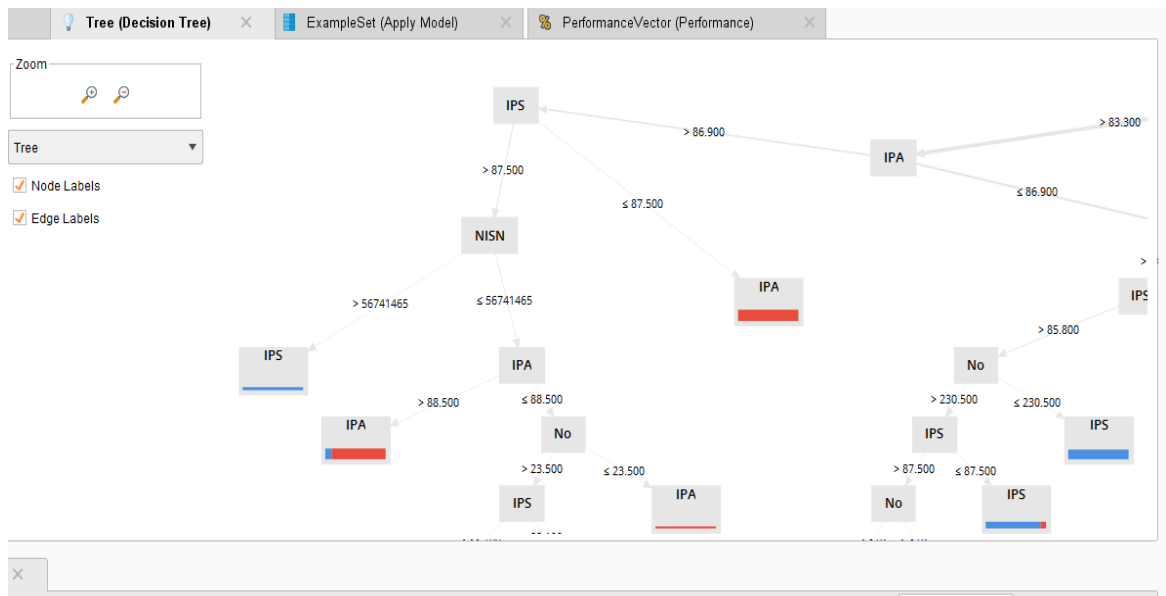 Tree (Decision Tree)
ExampleSet (Apply Model)
PerformanceVector (Performance)
Zoom
Tree
Node Labels
Edge Labels
IPS
> 86.900
> 83.300
IPA
> 87.500
≤ 87.500
≤ 86.900
NISN
> 56741465
≤ 56741465
IPA
>
IPS
> 85.800
IPS
IPA
No
> 88.500
≤ 88.500
> 230.500
≤ 230.500
IPA
No
IPS
IPS
> 23.500
≤ 23.500
> 87.500
≤ 87.500
IPS
IPA
No
IPS